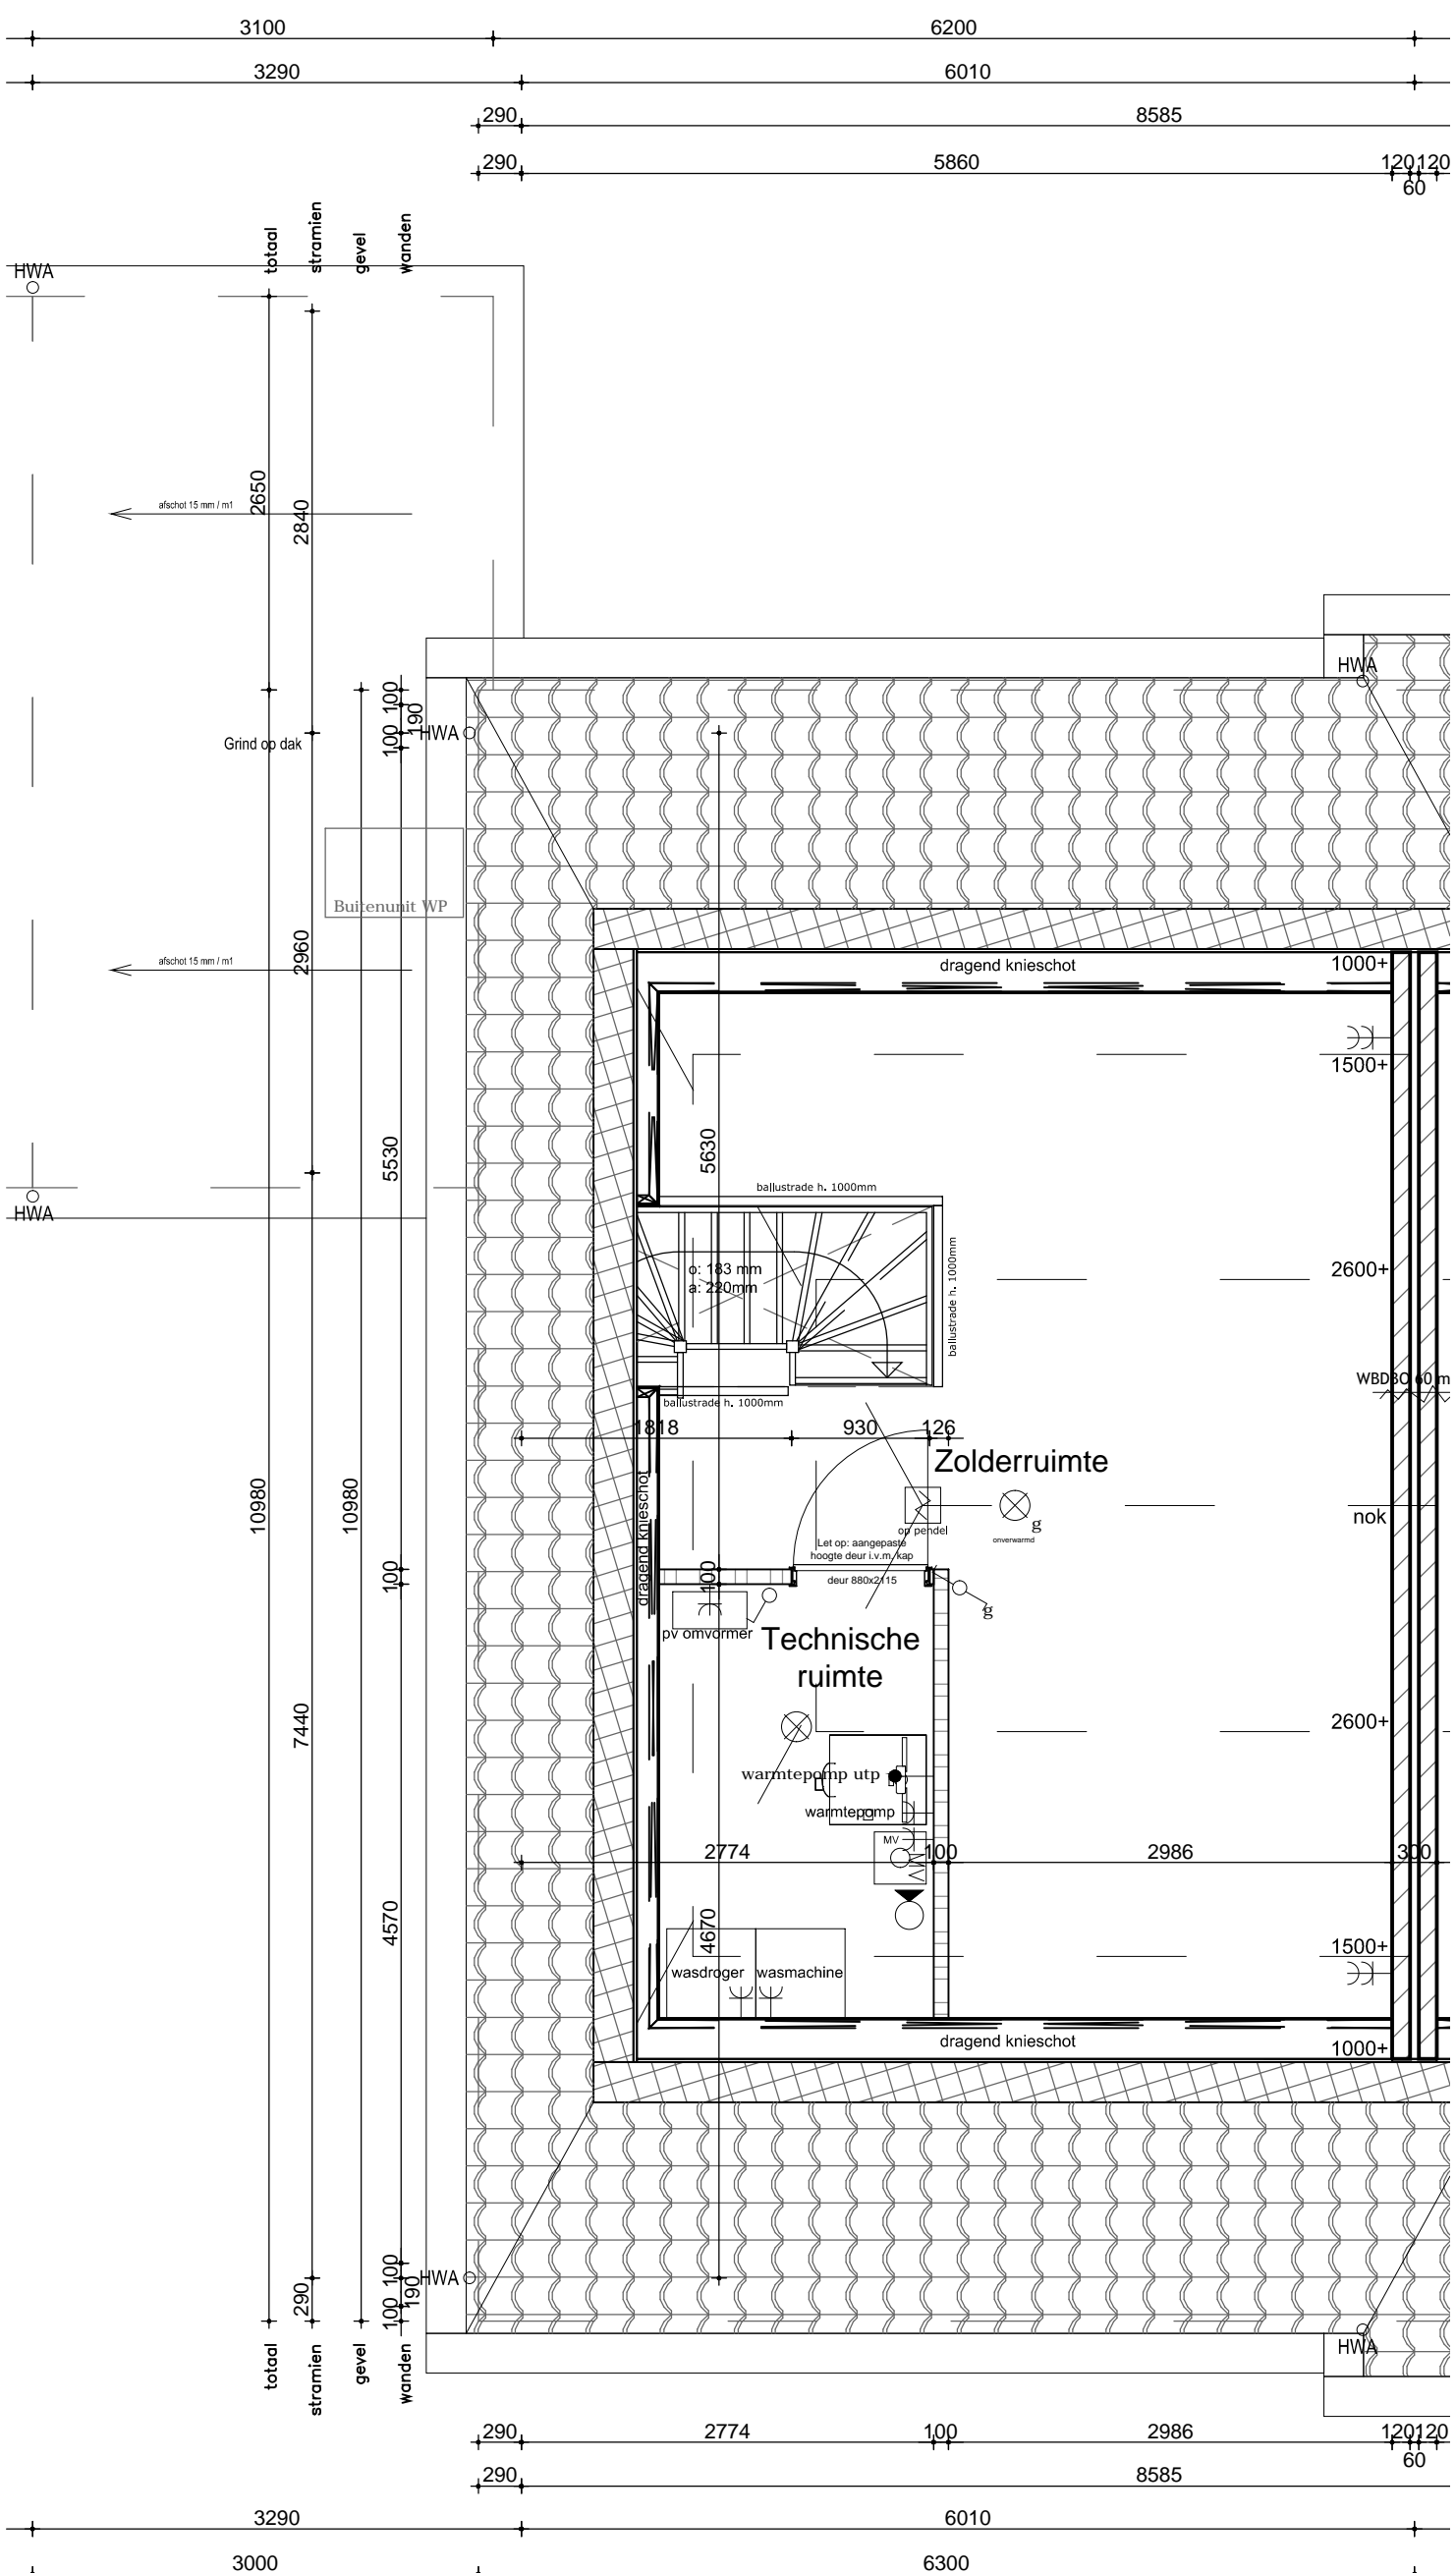 3100
6200
3290
6010
290
8585
290
5860
120
120
60
totaal
stramien
gevel
wanden
HWA
2650
2840
afschot 15 mm / m1
HWA
100
190
100
HWA
Grind op dak
Buitenunit WP
2960
afschot 15 mm / m1
dragend knieschot
1000+
1500+
5530
5630
HWA
ballustrade h. 1000mm
o: 183 mm
a: 220mm
ballustrade h. 1000mm
2600+
WBDBO 60 m
ballustrade h. 1000mm
1818
930
126
Zolderruimte
10980
10980
dragend knieschot
op pendel
g
onverwarmd
nok
Let op: aangepaste
hoogte deur i.v.m. kap
deur 880x2115
100
100
g
pv omvormer
Technische
ruimte
7440
2600+
warmtepomp utp
warmtepomp
MV
MV
2774
100
2986
300
4570
4670
1500+
wasdroger
wasmachine
dragend knieschot
1000+
100
290
100
190
HWA
100
HWA
totaal
stramien
gevel
wanden
290
2774
100
2986
120
120
60
290
8585
3290
6010
3000
6300